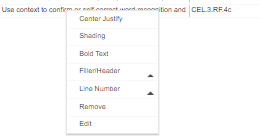 Use context to confirm or self-correct word recognition and CEL.3.RF.4c
Center Justify
Shading
Bold Text
Filler/Header
Line Number
Remove
Edit